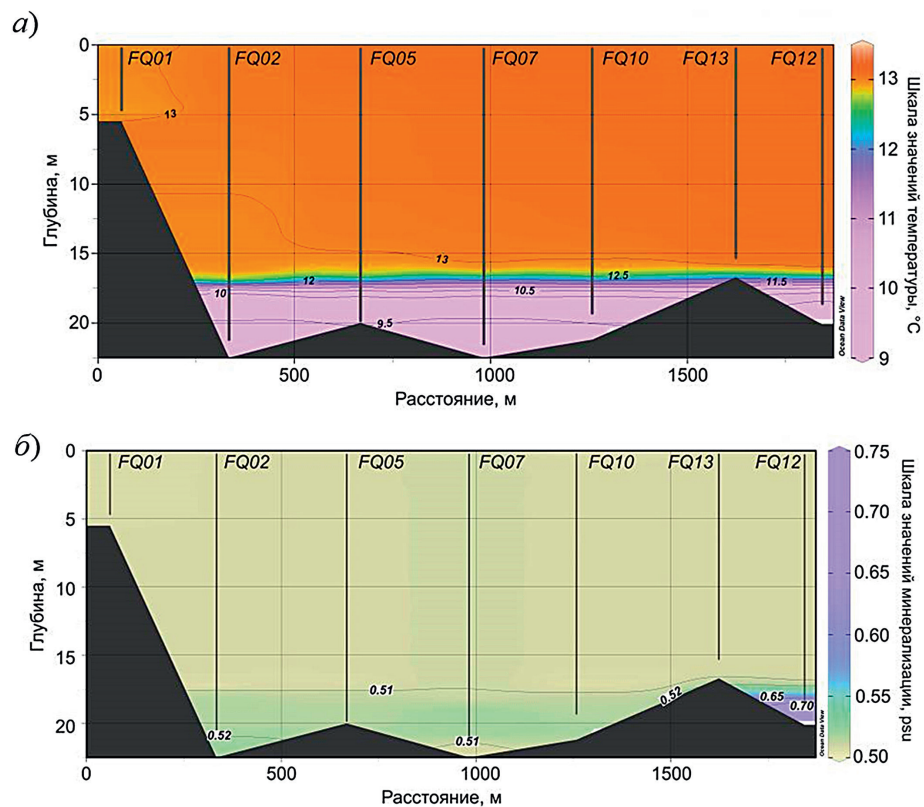 а)
0
FQ01 FQ02 FQ05 FQ07 FQ10 FQ13 FQ12
13
5
10
15
20
13
12
12.5
11.5
10
10.5
9.5
0 500 1000 1500
Глубина, м
Расстояние, м
13
12
11
10
9
Шкала значений температуры, °C
Ocean Data View
б)
0
FQ01 FQ02 FQ05 FQ07 FQ10 FQ13 FQ12
5
10
15
20
0.51
0.52
0.65
0.70
0.52
0.51
0 500 1000 1500
Глубина, м
Расстояние, м
0.75
0.70
0.65
0.60
0.55
0.50
Шкала значений минерализации, psu
Ocean Data View